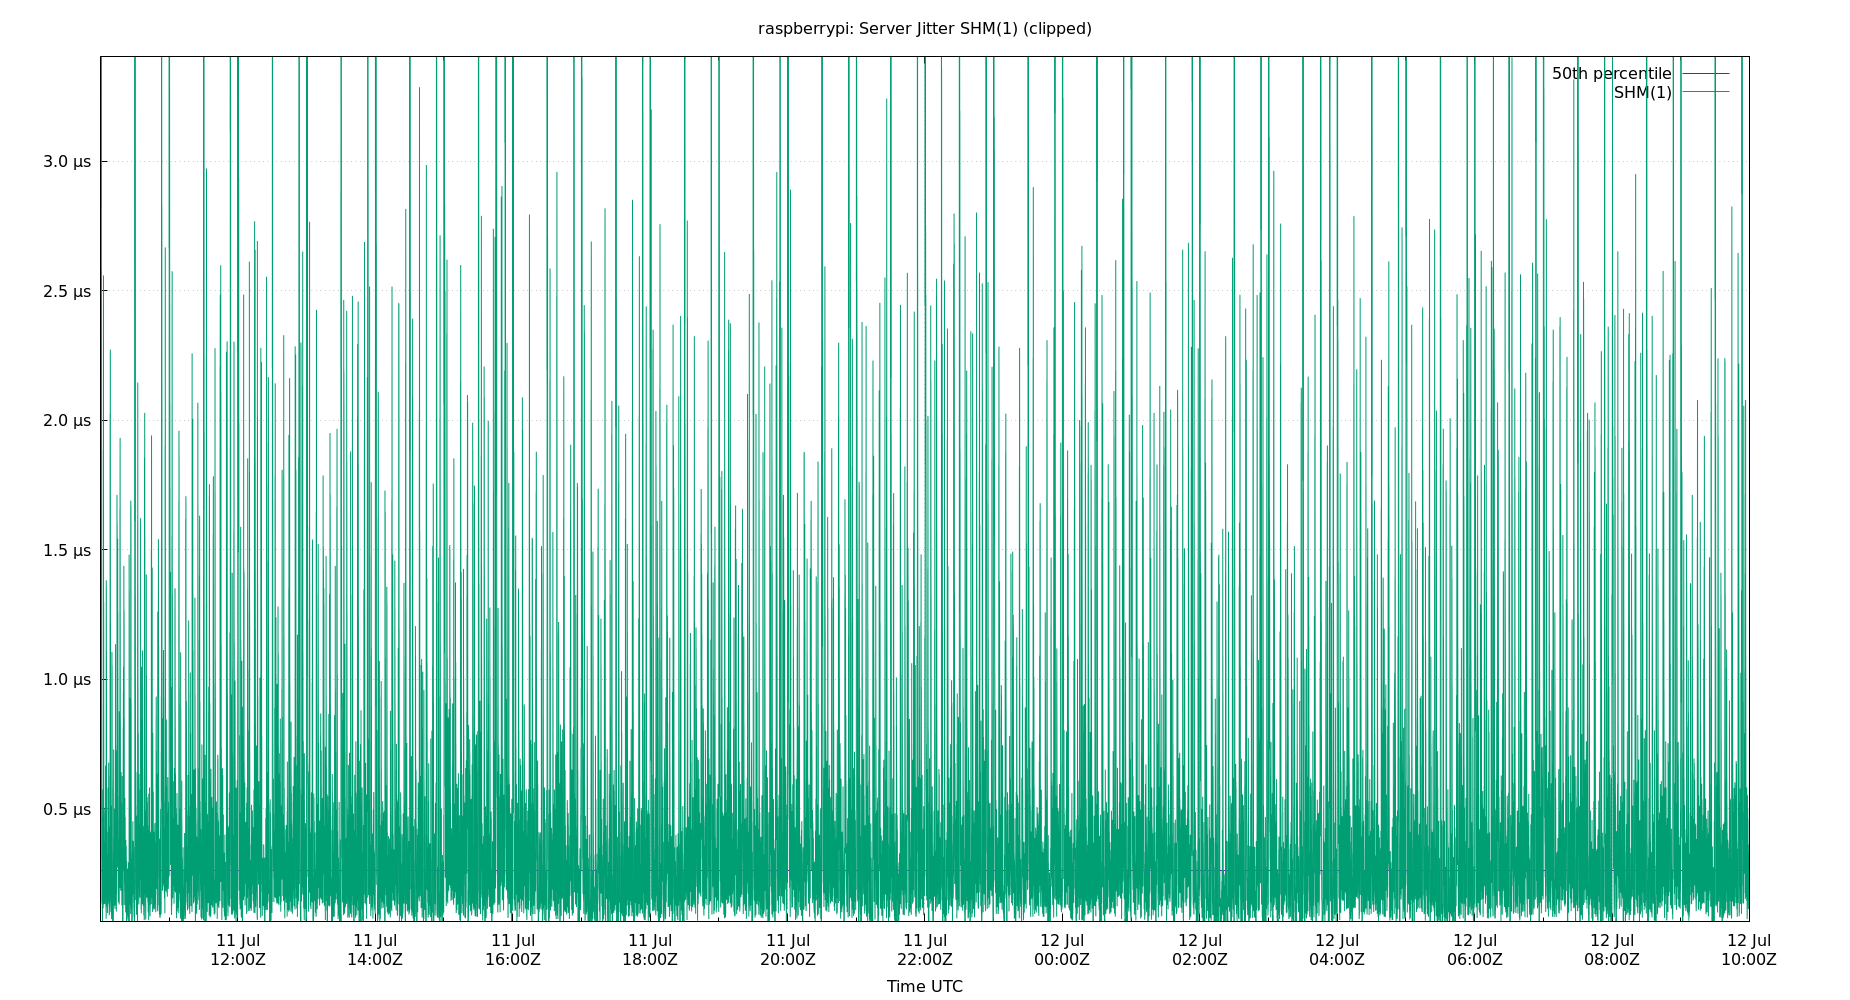 raspberrypi: Server Jitter SHM(1) (clipped)
50th percentile
SHM(1)
3.0 µs
2.5 µs
2.0 µs
1.5 µs
1.0 µs
0.5 µs
11 Jul 11 Jul 11 Jul 11 Jul 11 Jul 11 Jul 12 Jul 12 Jul 12 Jul 12 Jul 12 Jul 12 Jul
12:00Z 14:00Z 16:00Z 18:00Z 20:00Z 22:00Z 00:00Z 02:00Z 04:00Z 06:00Z 08:00Z 10:00Z
Time UTC